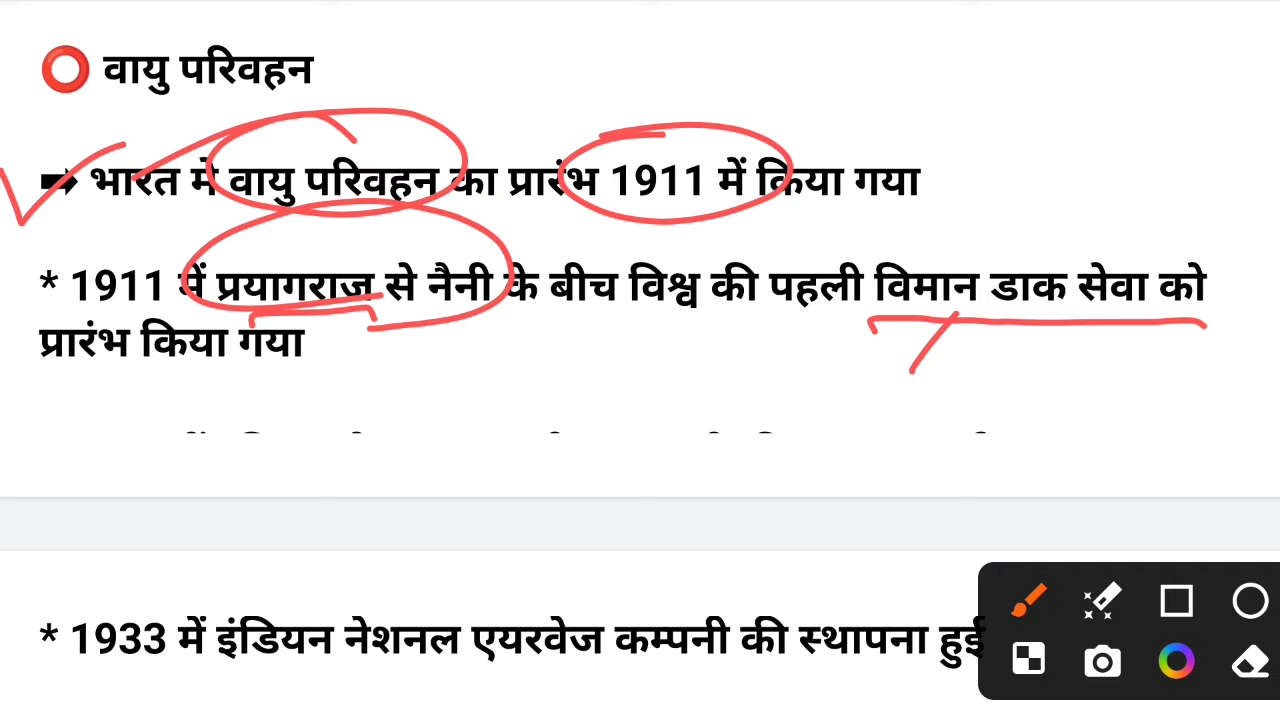 ⭕ वायु परिवहन
➡ भारत मे वायु परिवहन का प्रारंभ 1911 में किया गया
* 1911 में प्रयागराज से नैनी के बीच विश्व की पहली विमान डाक सेवा को
प्रारंभ किया गया
* 1933 में इंडियन नेशनल एयरवेज कम्पनी की स्थापना हुई